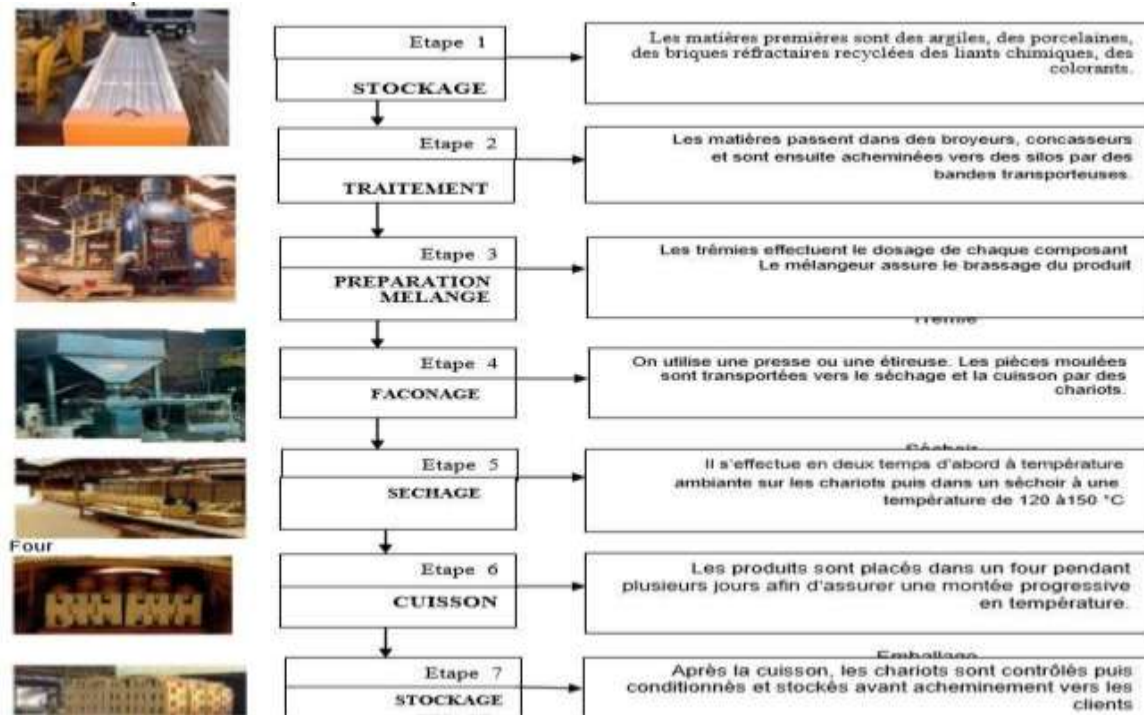 Etape 1
STOCKAGE
Les matières premières sont des argiles, des porcelaines,
des briques réfractaires recyclées des liants chimiques, des
colorants.
Etape 2
TRAITEMENT
Les matières passent dans des broyeurs, concasseurs
et sont ensuite acheminées vers des silos par des
bandes transporteuses.
Etape 3
PREPARATION
MELANGE
Les trémies effectuent le dosage de chaque composant
Le mélangeur assure le brassage du produit
Etape 4
FACONAGE
On utilise une presse ou une étireuse. Les pièces moulées
sont transportées vers le séchage et la cuisson par des
chariots.
Séchoir
Etape 5
SECHAGE
Il s'effectue en deux temps d'abord à température
ambiante sur les chariots puis dans un séchoir à une
température de 120 à150 °C
Four
Etape 6
CUISSON
Les produits sont placés dans un four pendant
plusieurs jours afin d'assurer une montée progressive
en température.
Emballage
Etape 7
STOCKAGE
Après la cuisson, les chariots sont contrôlés puis
conditionnés et stockés avant acheminement vers les
clients